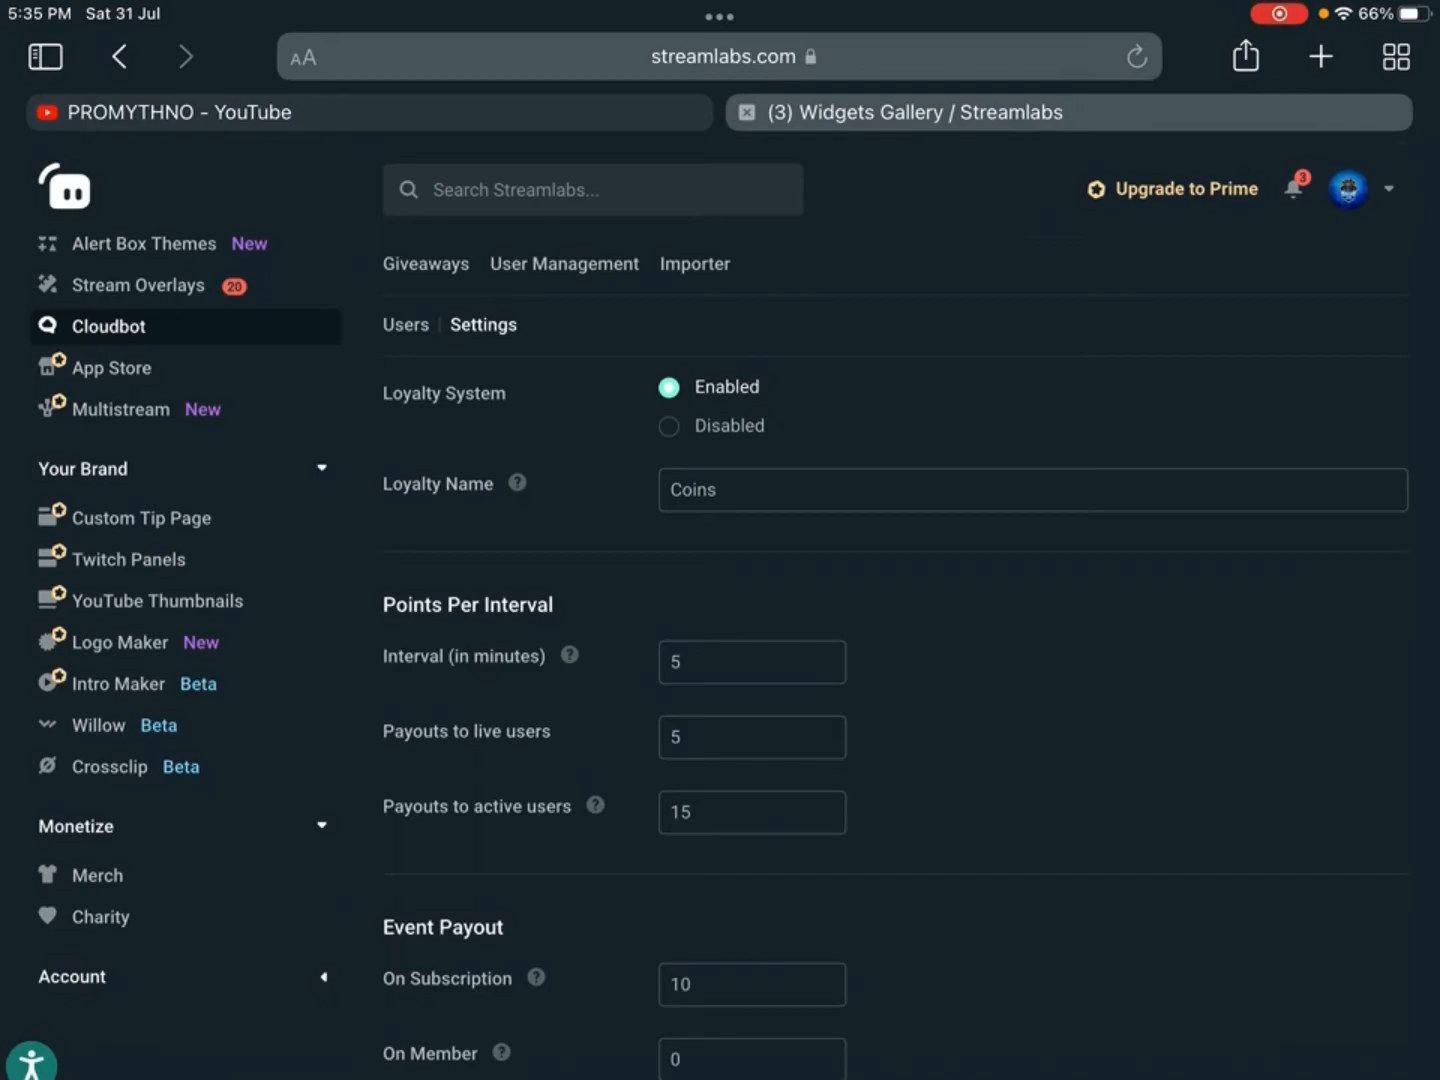 5:35 PM Sat 31 Jul
66%
AA
streamlabs.com
PROMYTHNO - YouTube
(3) Widgets Gallery / Streamlabs
Search Streamlabs...
Upgrade to Prime
3
Alert Box Themes New
Stream Overlays 20
Cloudbot
App Store
Multistream New
Your Brand
Custom Tip Page
Twitch Panels
YouTube Thumbnails
Logo Maker New
Intro Maker Beta
Willow Beta
Crossclip Beta
Monetize
Merch
Charity
Account
Giveaways User Management Importer
Users | Settings
Loyalty System
Enabled
Disabled
Loyalty Name ?
Coins
Points Per Interval
Interval (in minutes) ? 5
Payouts to live users 5
Payouts to active users ? 15
Event Payout
On Subscription ? 10
On Member ? 0